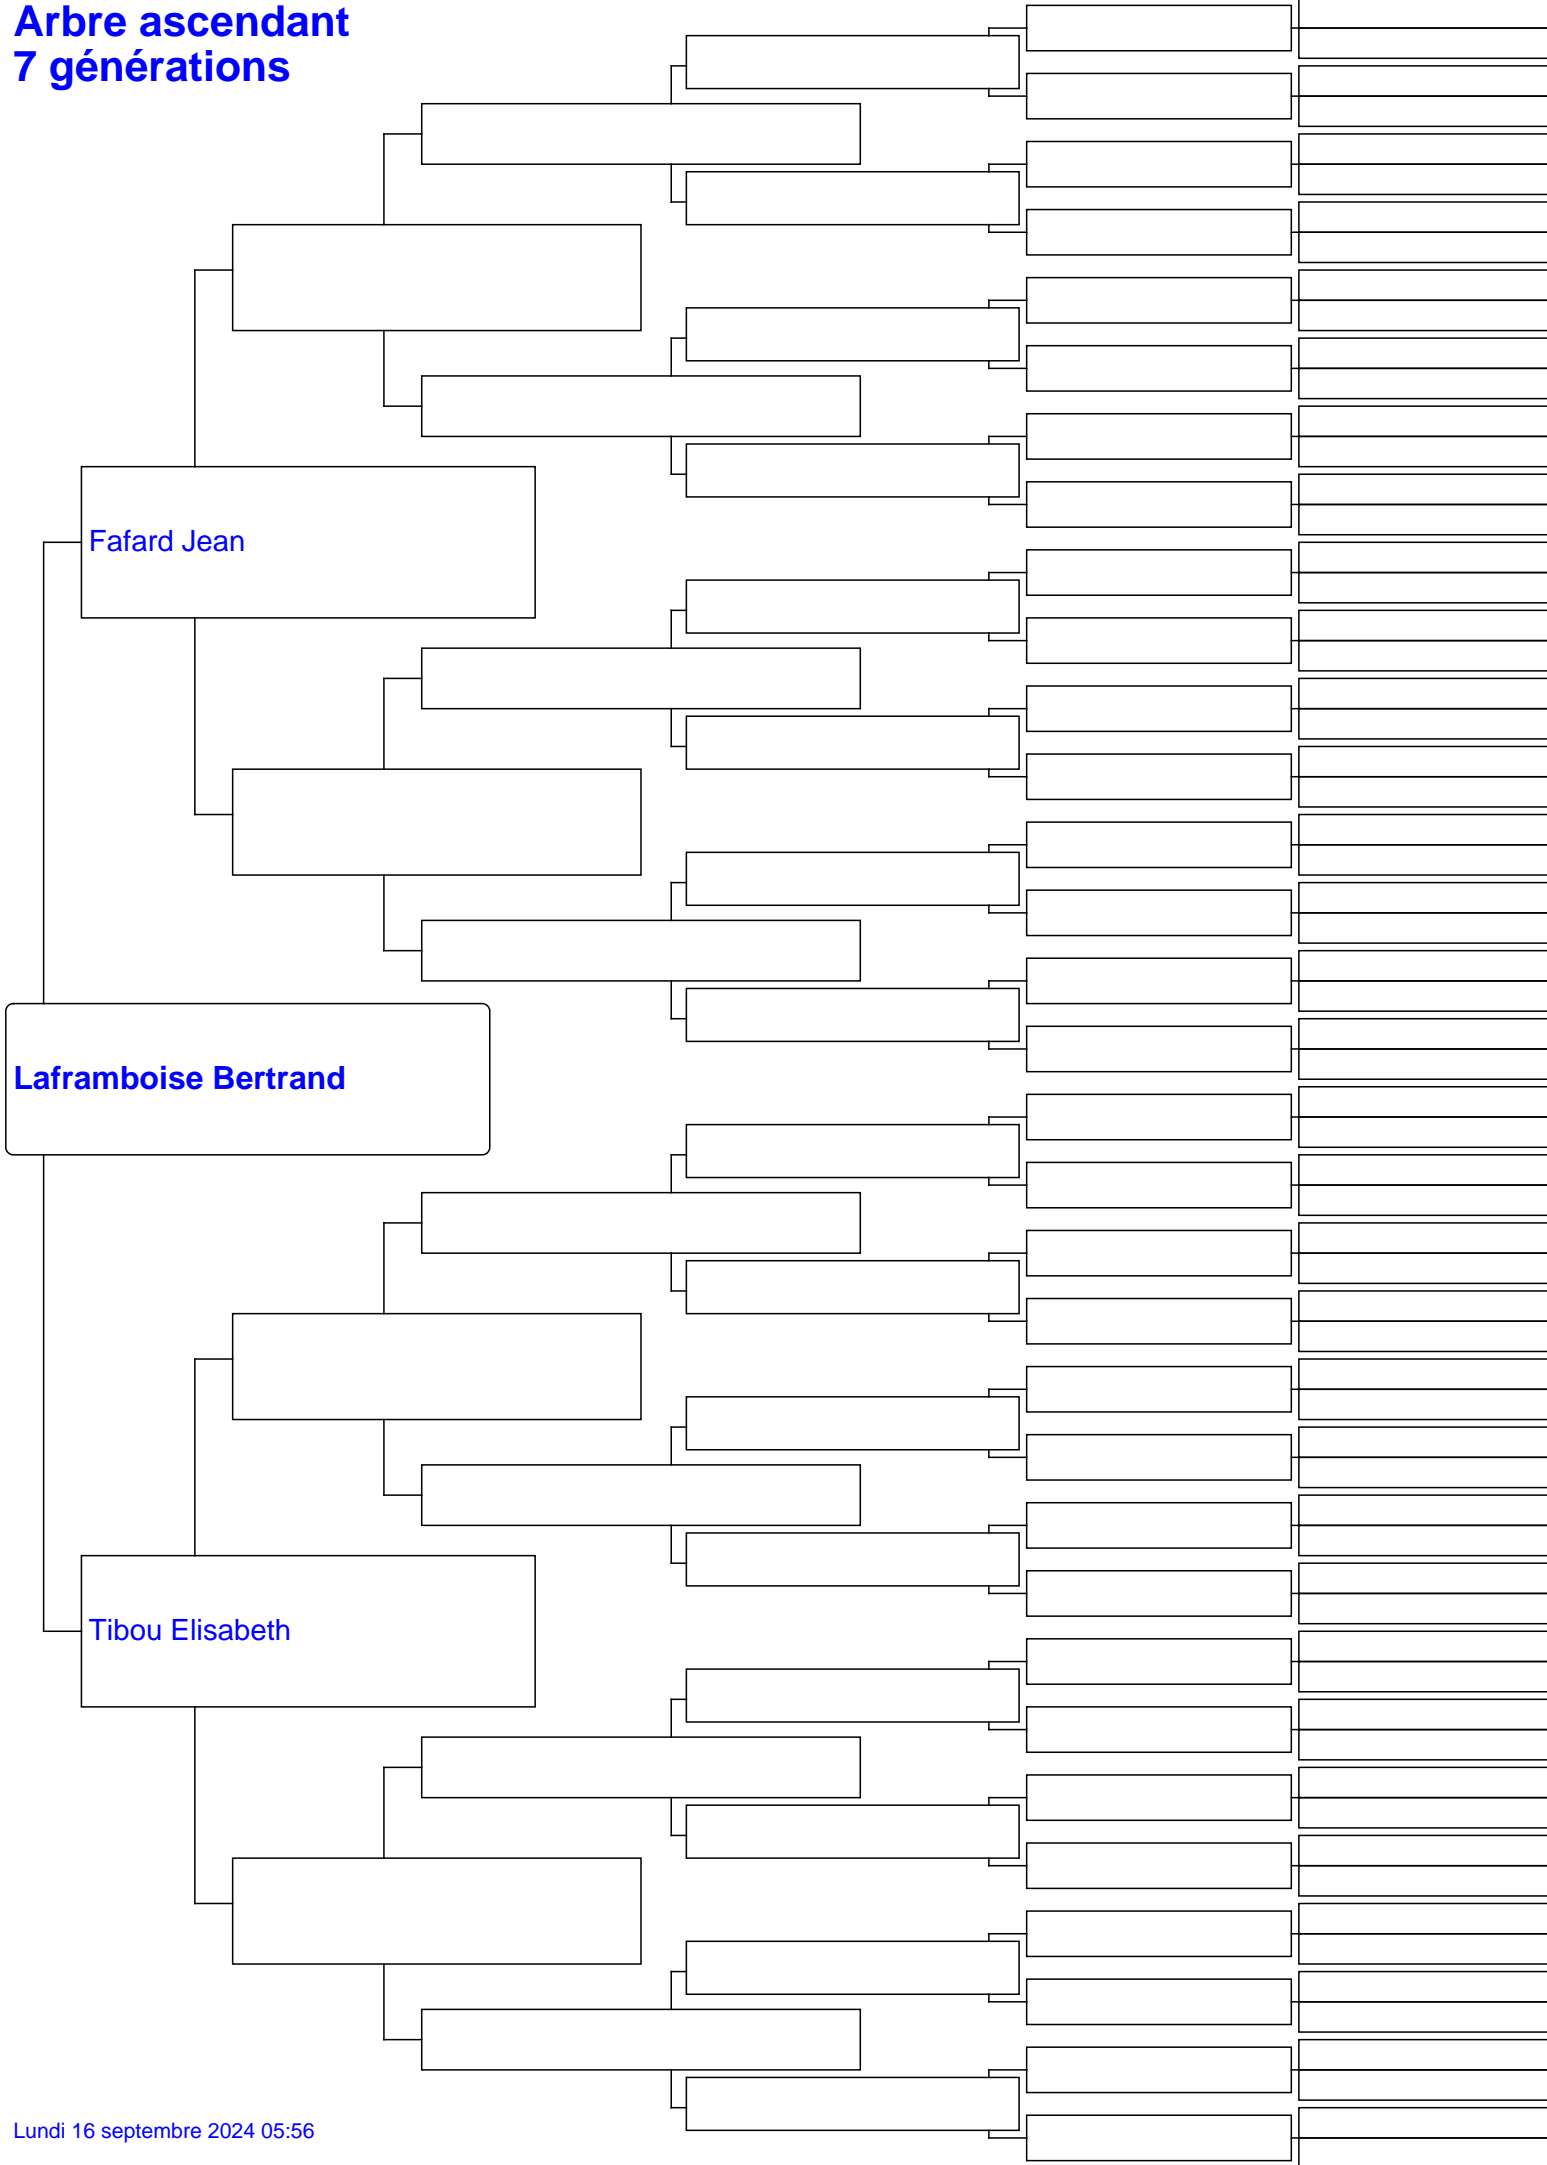 Arbre ascendant
7 générations
Fafard Jean
Laframboise Bertrand
Tibou Elisabeth
Lundi 16 septembre 2024 05:56